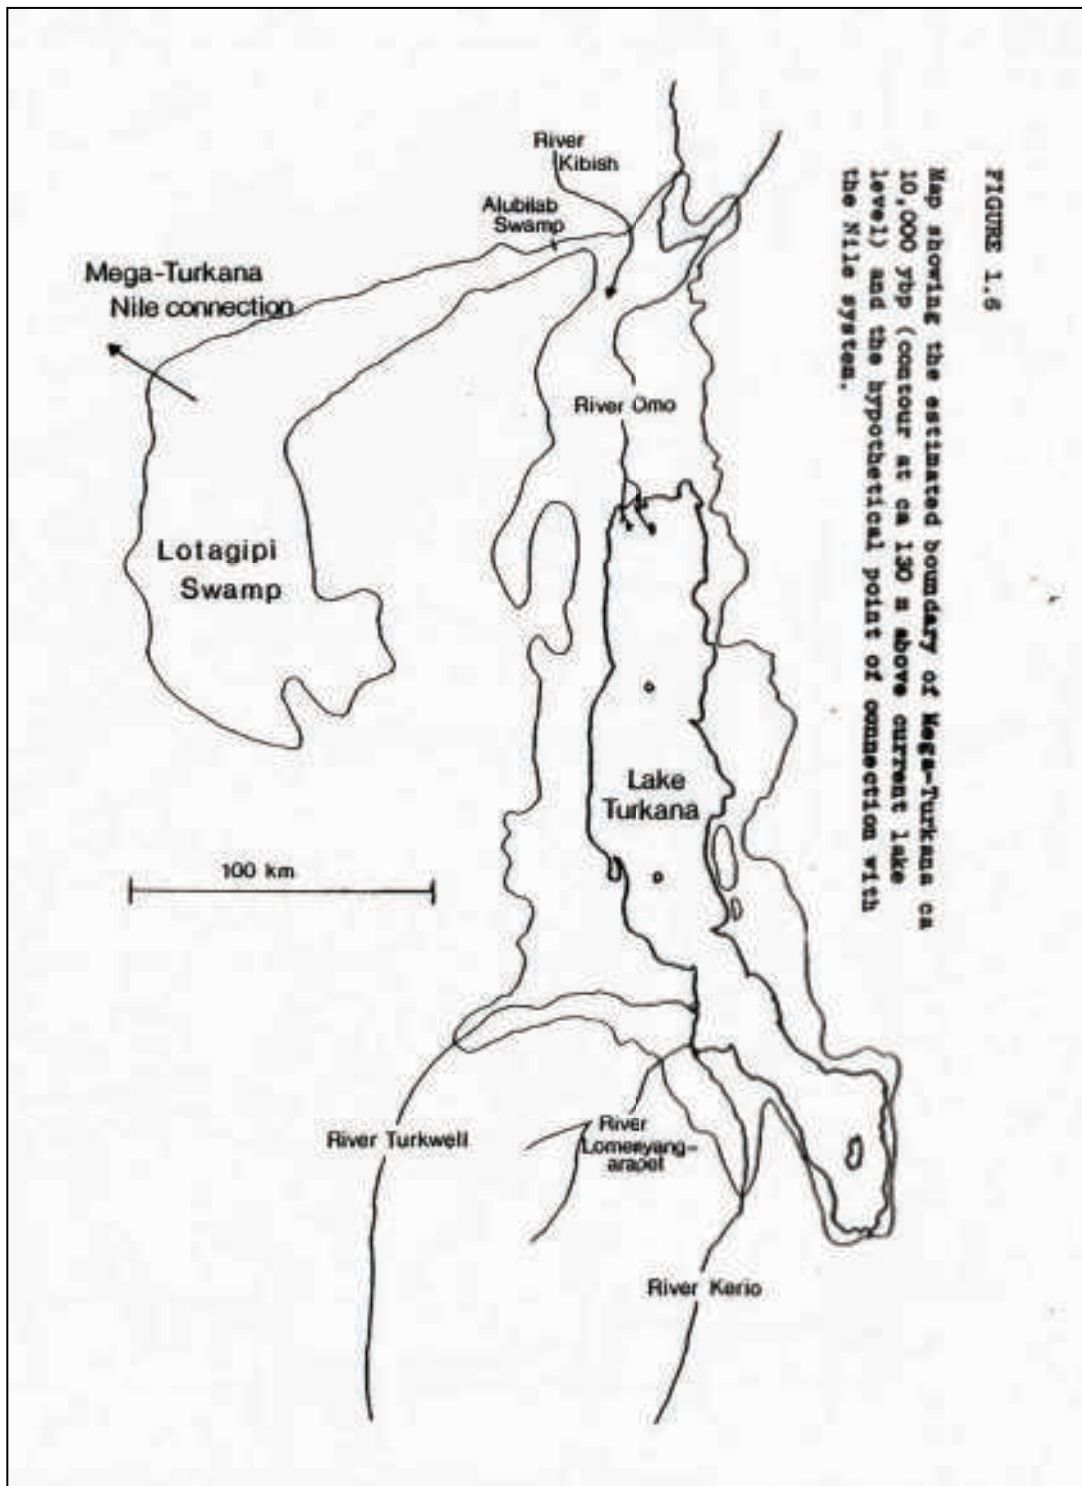 FIGURE 1.6
Map showing the estimated boundary of Mega-Turkana ca
10,000 ybp (contour at ca 130 m above current lake
level) and the hypothetical point of connection with
the Nile system.
River
Kibish
Alubilab
Swamp
Mega-Turkana
Nile connection
River Omo
Lotagipi
Swamp
Lake
Turkana
100 km
River Turkwell
River
Lomenyang-
arapet
River Kerio